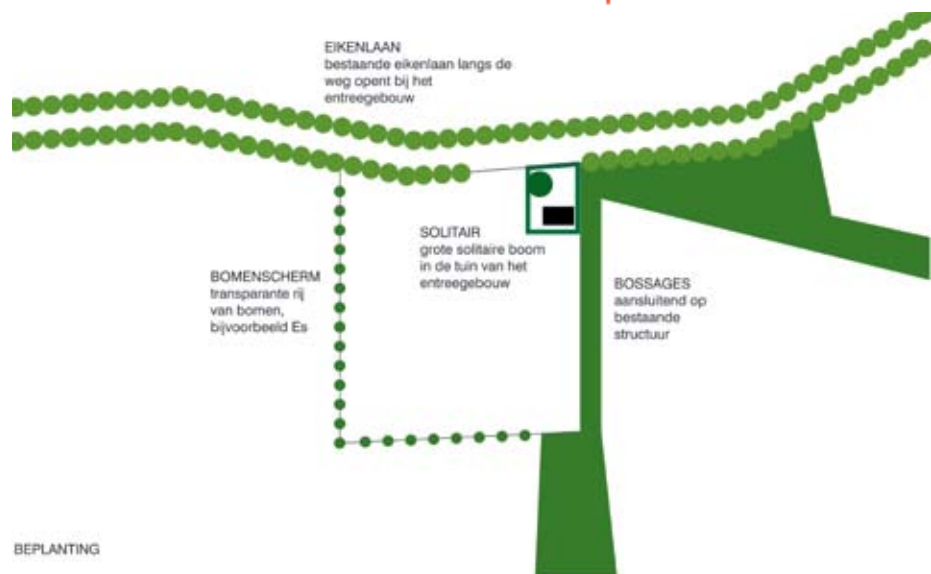 EIKENLAAN
bestaande eikenlaan langs de
weg opent bij het
entreegebouw
SOLITAIR
grote solitaire boom
in de tuin van het
entreegebouw
BOMENSCHERM
transparante rij
van bomen,
bijvoorbeeld Es
BOSSAGES
aansluitend op
bestaande
structuur
BEPLANTING